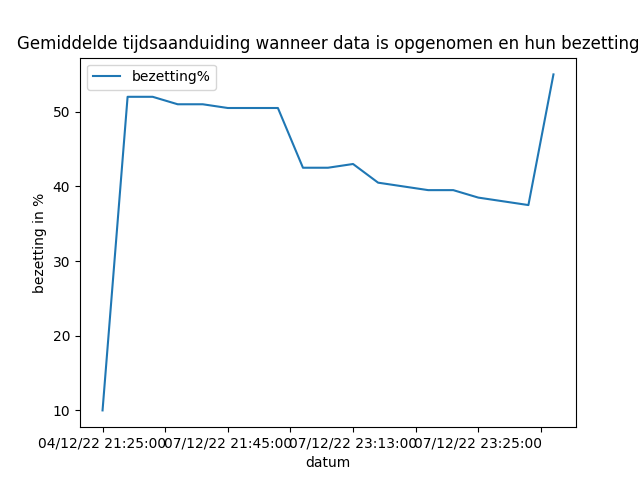 Gemiddelde tijdsaanduiding wanneer data is opgenomen en hun bezetting
bezetting%
50
40
30
20
10
bezetting in %
04/12/22 21:25:00
07/12/22 21:45:00
07/12/22 23:13:00
07/12/22 23:25:00
datum